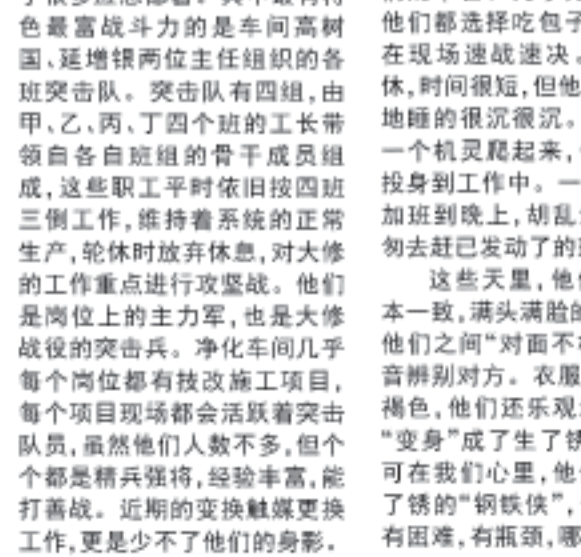 色最富战斗力的是车间高树
国、延增锞两位主任组织的各
班突击队。突击队有四组,由
甲、乙、丙、丁四个班的工长带
领自各自班组的骨干成员组
成,这些职工平时依旧按四班
三倒工作,维持着系统的正常
生产,轮休时放弃休息,对大修
的工作重点进行攻坚战。他们
是岗位上的主力军,也是大修
战役的突击兵。净化车间几乎
每个岗位都有技改施工项目,
每个项目现场都会活跃着突击
队员,虽然他们人数不多,但个
个都是精兵强将,经验丰富,能
打善战。近期的变换触媒更换
工作,更是少不了他们的身影.
他们都选择吃包子
在现场速战速决。
休,时间很短,但他
地睡的很沉很沉。
一个机灵爬起来,
投身到工作中。一
加班到晚上,胡乱
匆去赶已发动了的
这些天里,他
本一致,满头满脸的
他们之间“对面不
音辨别对方。衣服
褐色,他们还乐观
“变身”成了生了锈
可在我们心里,他
了锈的“钢铁侠”,
有困难,有瓶颈,哪